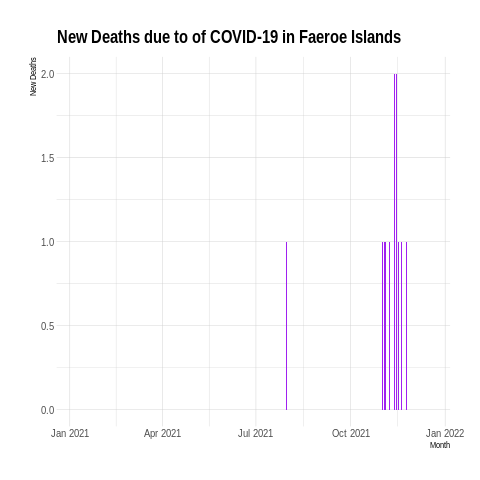 New Deaths due to of COVID-19 in Faeroe Islands
New Deaths
2.0
1.5
1.0
0.5
0.0
Jan 2021 Apr 2021 Jul 2021 Oct 2021 Jan 2022
Month